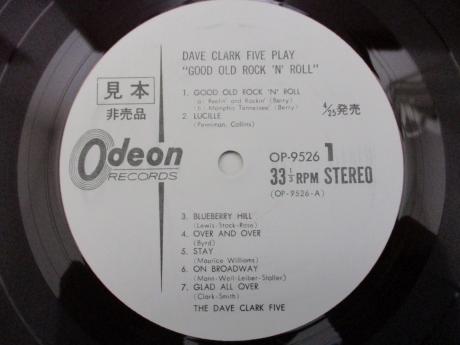 DAVE CLARK FIVE PLAY
"GOOD OLD ROCK 'N' ROLL"
見本
非売品
1. GOOD OLD ROCK 'N' ROLL
a: Reelin' and Rockin' (Berry)
b: Memphis Tennessee' (Berry)
2. LUCILLE
(Penniman, Collins)
4/25発売
Odeon
RECORDS
OP-9526 1
33 1/3 RPM STEREO
(OP-9526-A)
3. BLUEBERRY HILL
(Lewis-Stock-Rose)
4. OVER AND OVER
(Byrd)
5. STAY
(Maurice Williams)
6. ON BROADWAY
(Mann-Weil-Leiber-Stoller)
7. GLAD ALL OVER
(Clark-Smith)
THE DAVE CLARK FIVE